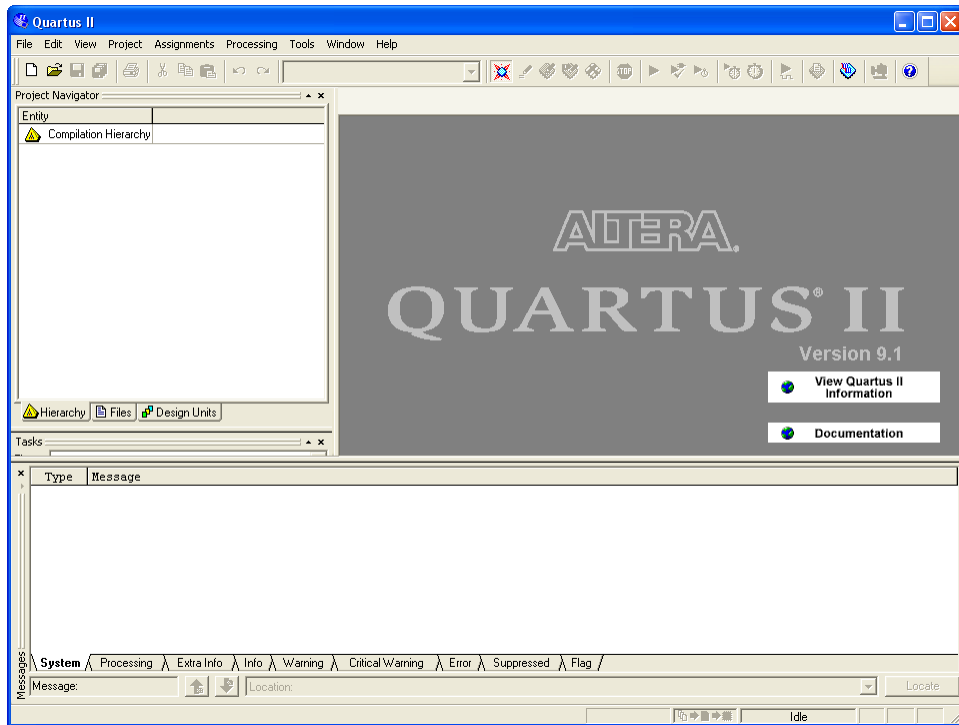 Quartus II
File Edit View Project Assignments Processing Tools Window Help
STOP
Project Navigator
Entity
Compilation Hierarchy
Hierarchy Files Design Units
Tasks
ALTERA.
QUARTUS® II
Version 9.1
View Quartus II
Information
Documentation
Type Message
System Processing Extra Info Info Warning Critical Warning Error Suppressed Flag
Messages
Message: Location: Locate
Idle